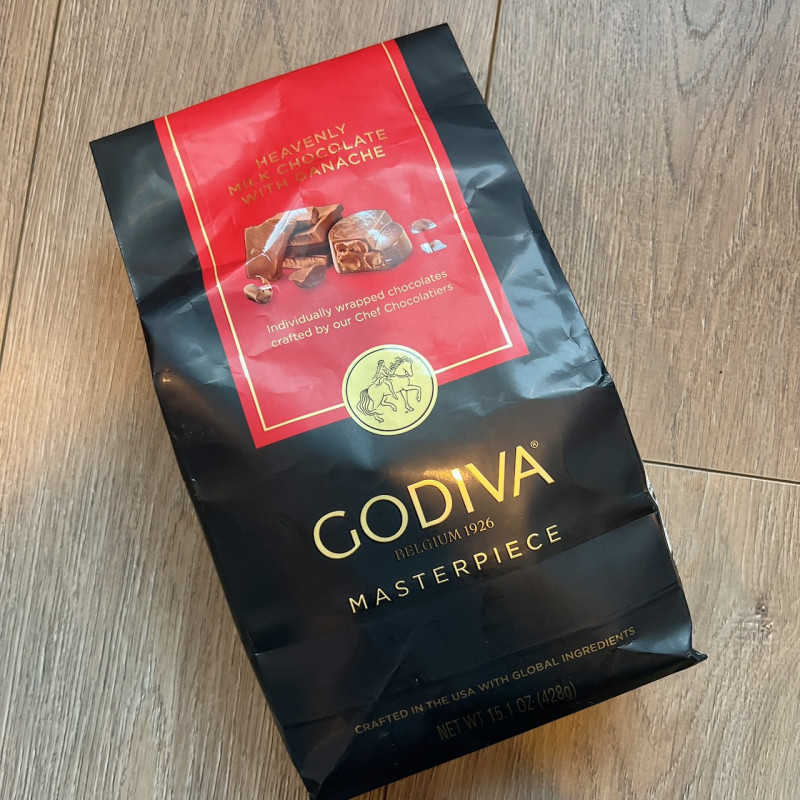 HEAVENLY
MILK CHOCOLATE
WITH GANACHE
Individually wrapped chocolates
crafted by our Chef Chocolatiers
GODIVA®
BELGIUM 1926
MASTERPIECE
CRAFTED IN THE USA WITH GLOBAL INGREDIENTS
NET WT 15.1 OZ (428g)